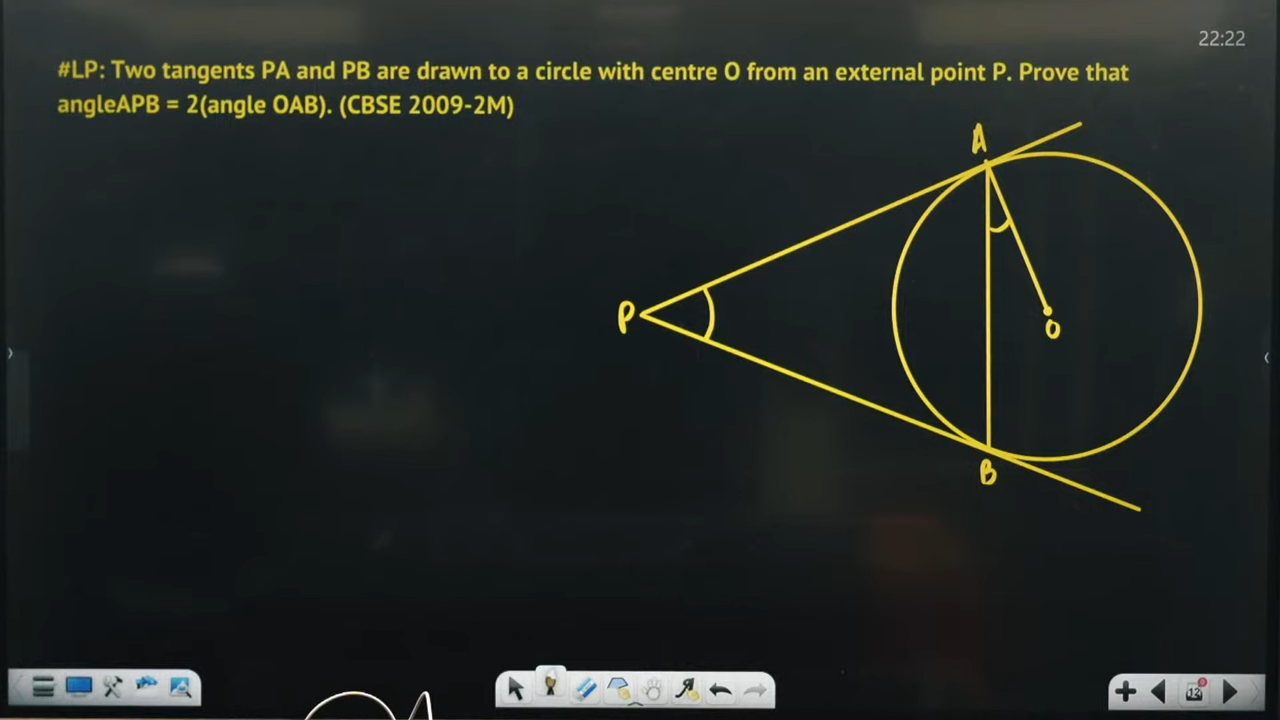 22:22
#LP: Two tangents PA and PB are drawn to a circle with centre O from an external point P. Prove that
angleAPB = 2(angle OAB). (CBSE 2009-2M)
A
P
O
B